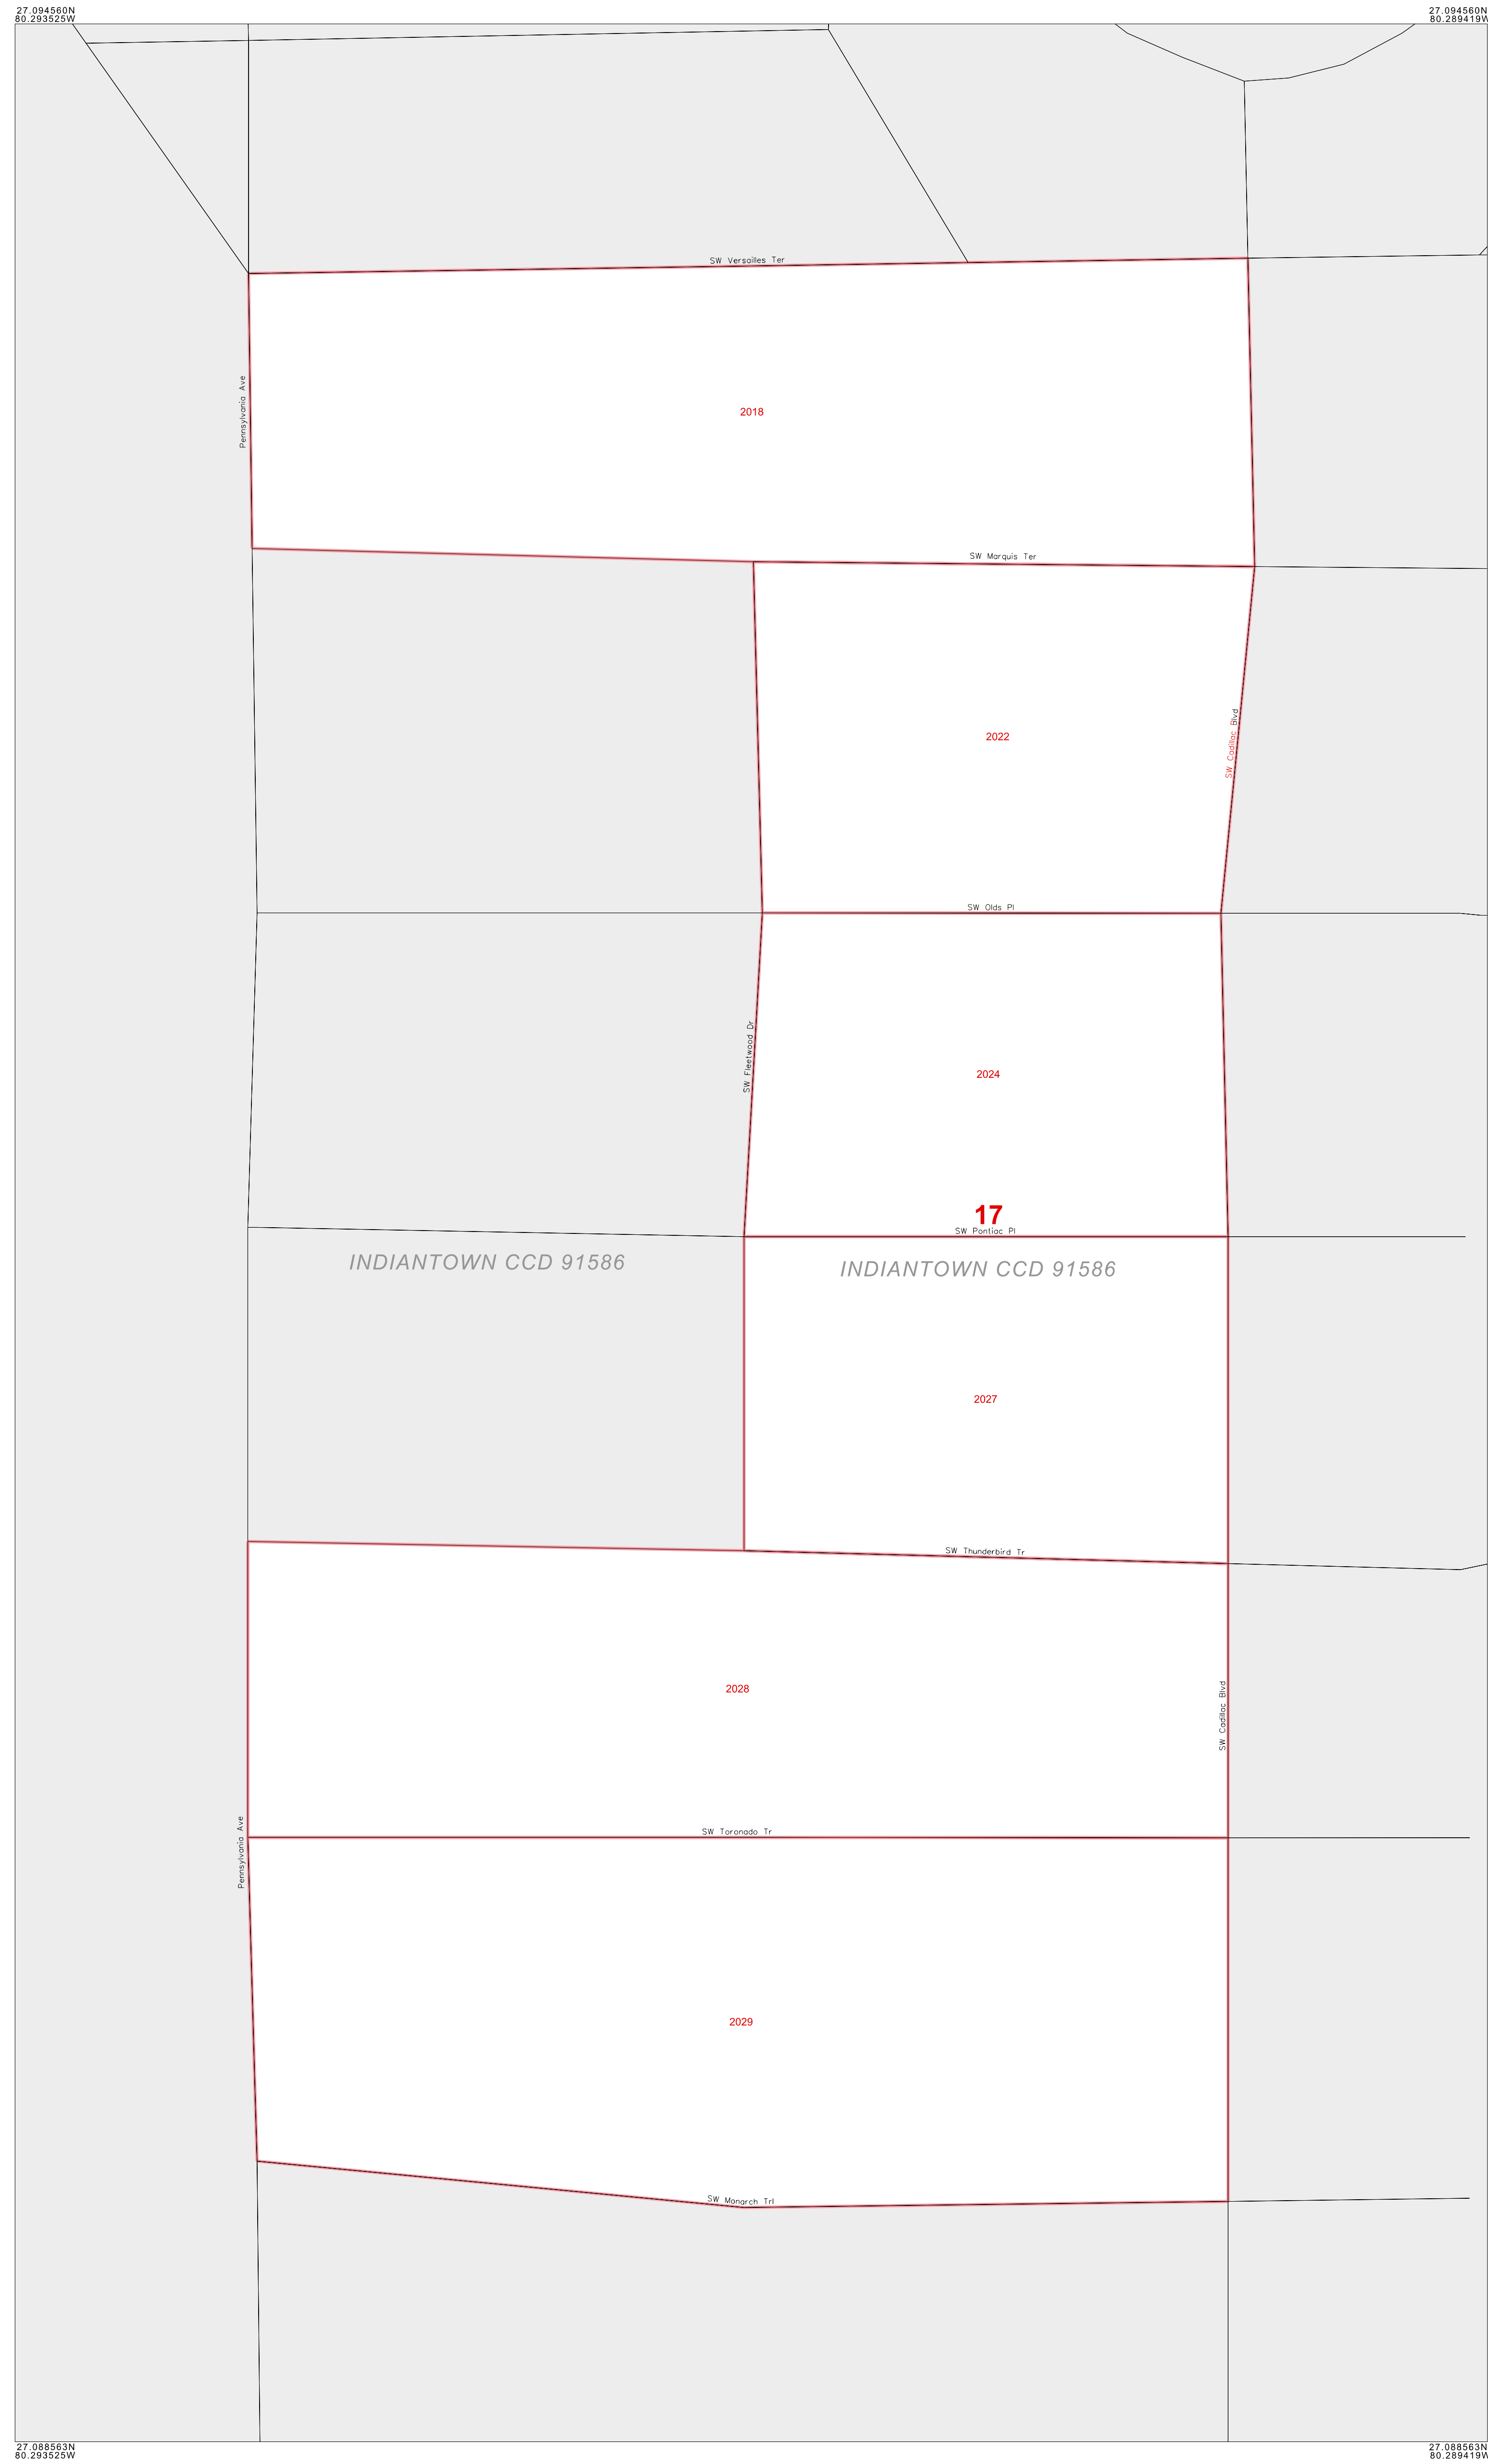 27.094560N
80.293525W
27.094560N
80.289419W
SW Versailles Ter
Pennsylvania Ave
2018
SW Marquis Ter
2022
SW Cadillac Blvd
SW Olds Pl
SW Fleetwood Dr
2024
17
SW Pontiac Pl
INDIANTOWN CCD 91586
INDIANTOWN CCD 91586
2027
SW Thunderbird Tr
2028
SW Cadillac Blvd
SW Toronado Tr
Pennsylvania Ave
2029
SW Monarch Trl
27.088563N
80.293525W
27.088563N
80.289419W